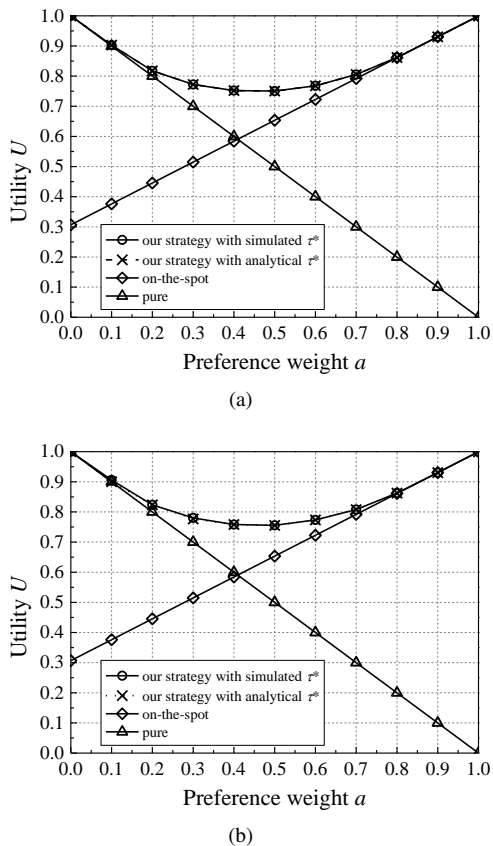 1.0
0.9
0.8
0.7
0.6
0.5
0.4
0.3
0.2
0.1
0.0
Utility U
our strategy with simulated τ*
our strategy with analytical τ*
on-the-spot
pure
0.0 0.1 0.2 0.3 0.4 0.5 0.6 0.7 0.8 0.9 1.0
Preference weight a
(a)
1.0
0.9
0.8
0.7
0.6
0.5
0.4
0.3
0.2
0.1
0.0
Utility U
our strategy with simulated τ*
our strategy with analytical τ*
on-the-spot
pure
0.0 0.1 0.2 0.3 0.4 0.5 0.6 0.7 0.8 0.9 1.0
Preference weight a
(b)